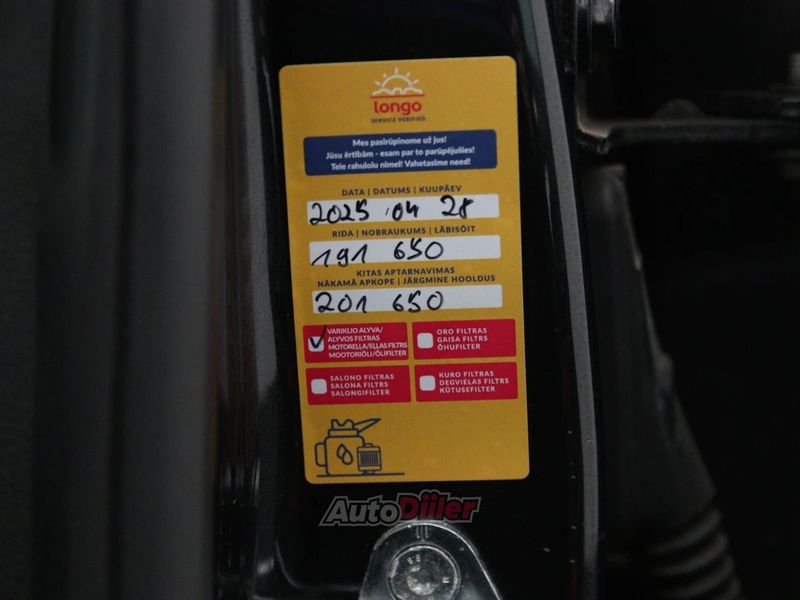 longo
SERVICE VERIFIED
Mes pasirūpinome už jus!
Jūsu ērtībām - esam par to parūpējušies!
Teie rahulolu nimel! Vahetasime need!
DATA | DATUMS | KUUPÄEV
2025 .04 28
RIDA | NOBRAUKUMS | LÄBISÕIT
191 650
KITAS APTARNAVIMAS
NĀKAMĀ APKOPE | JÄRGMINE HOOLDUS
201 650
VARIKLIO ALYVA/
ALYVOS FILTRAS
MOTORELLA/EĻĻAS FILTRS
MOOTORIÕLI/ÕLIFILTER
ORO FILTRAS
GAISA FILTRS
ÕHUFILTER
SALONO FILTRAS
SALONA FILTRS
SALONGIFILTER
KURO FILTRAS
DEGVIELAS FILTRS
KÜTUSEFILTER
AutoDiiler
8.8